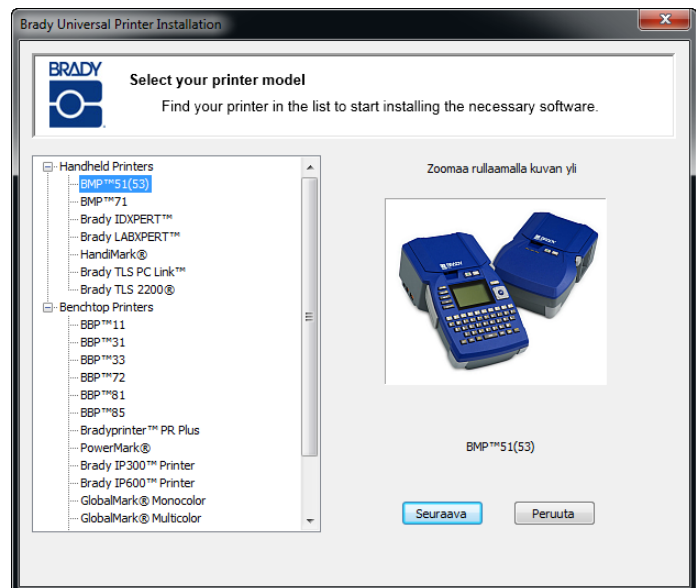 Brady Universal Printer Installation
BRADY
Select your printer model
Find your printer in the list to start installing the necessary software.
Handheld Printers
BMP™51(53)
BMP™71
Brady IDXPERT™
Brady LABXPERT™
HandiMark®
Brady TLS PC Link™
Brady TLS 2200®
Benchtop Printers
BBP™11
BBP™31
BBP™33
BBP™72
BBP™81
BBP™85
Bradyprinter™ PR Plus
PowerMark®
Brady IP300™ Printer
Brady IP600™ Printer
GlobalMark® Monocolor
GlobalMark® Multicolor
Zoomaa rullaamalla kuvan yli
BRADY
BMP™51(53)
Seuraava
Peruuta